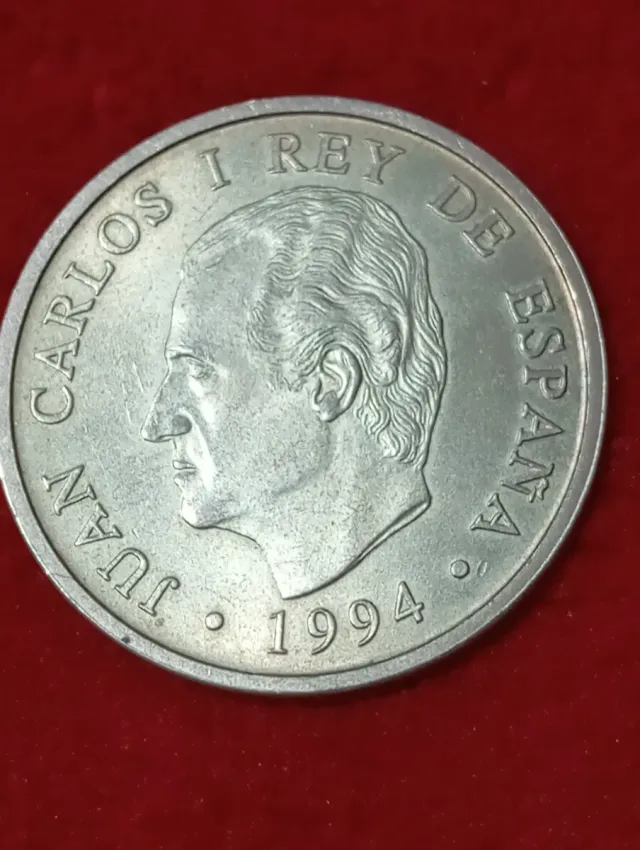 JUAN CARLOS I REY DE ESPAÑA
• 1994 •